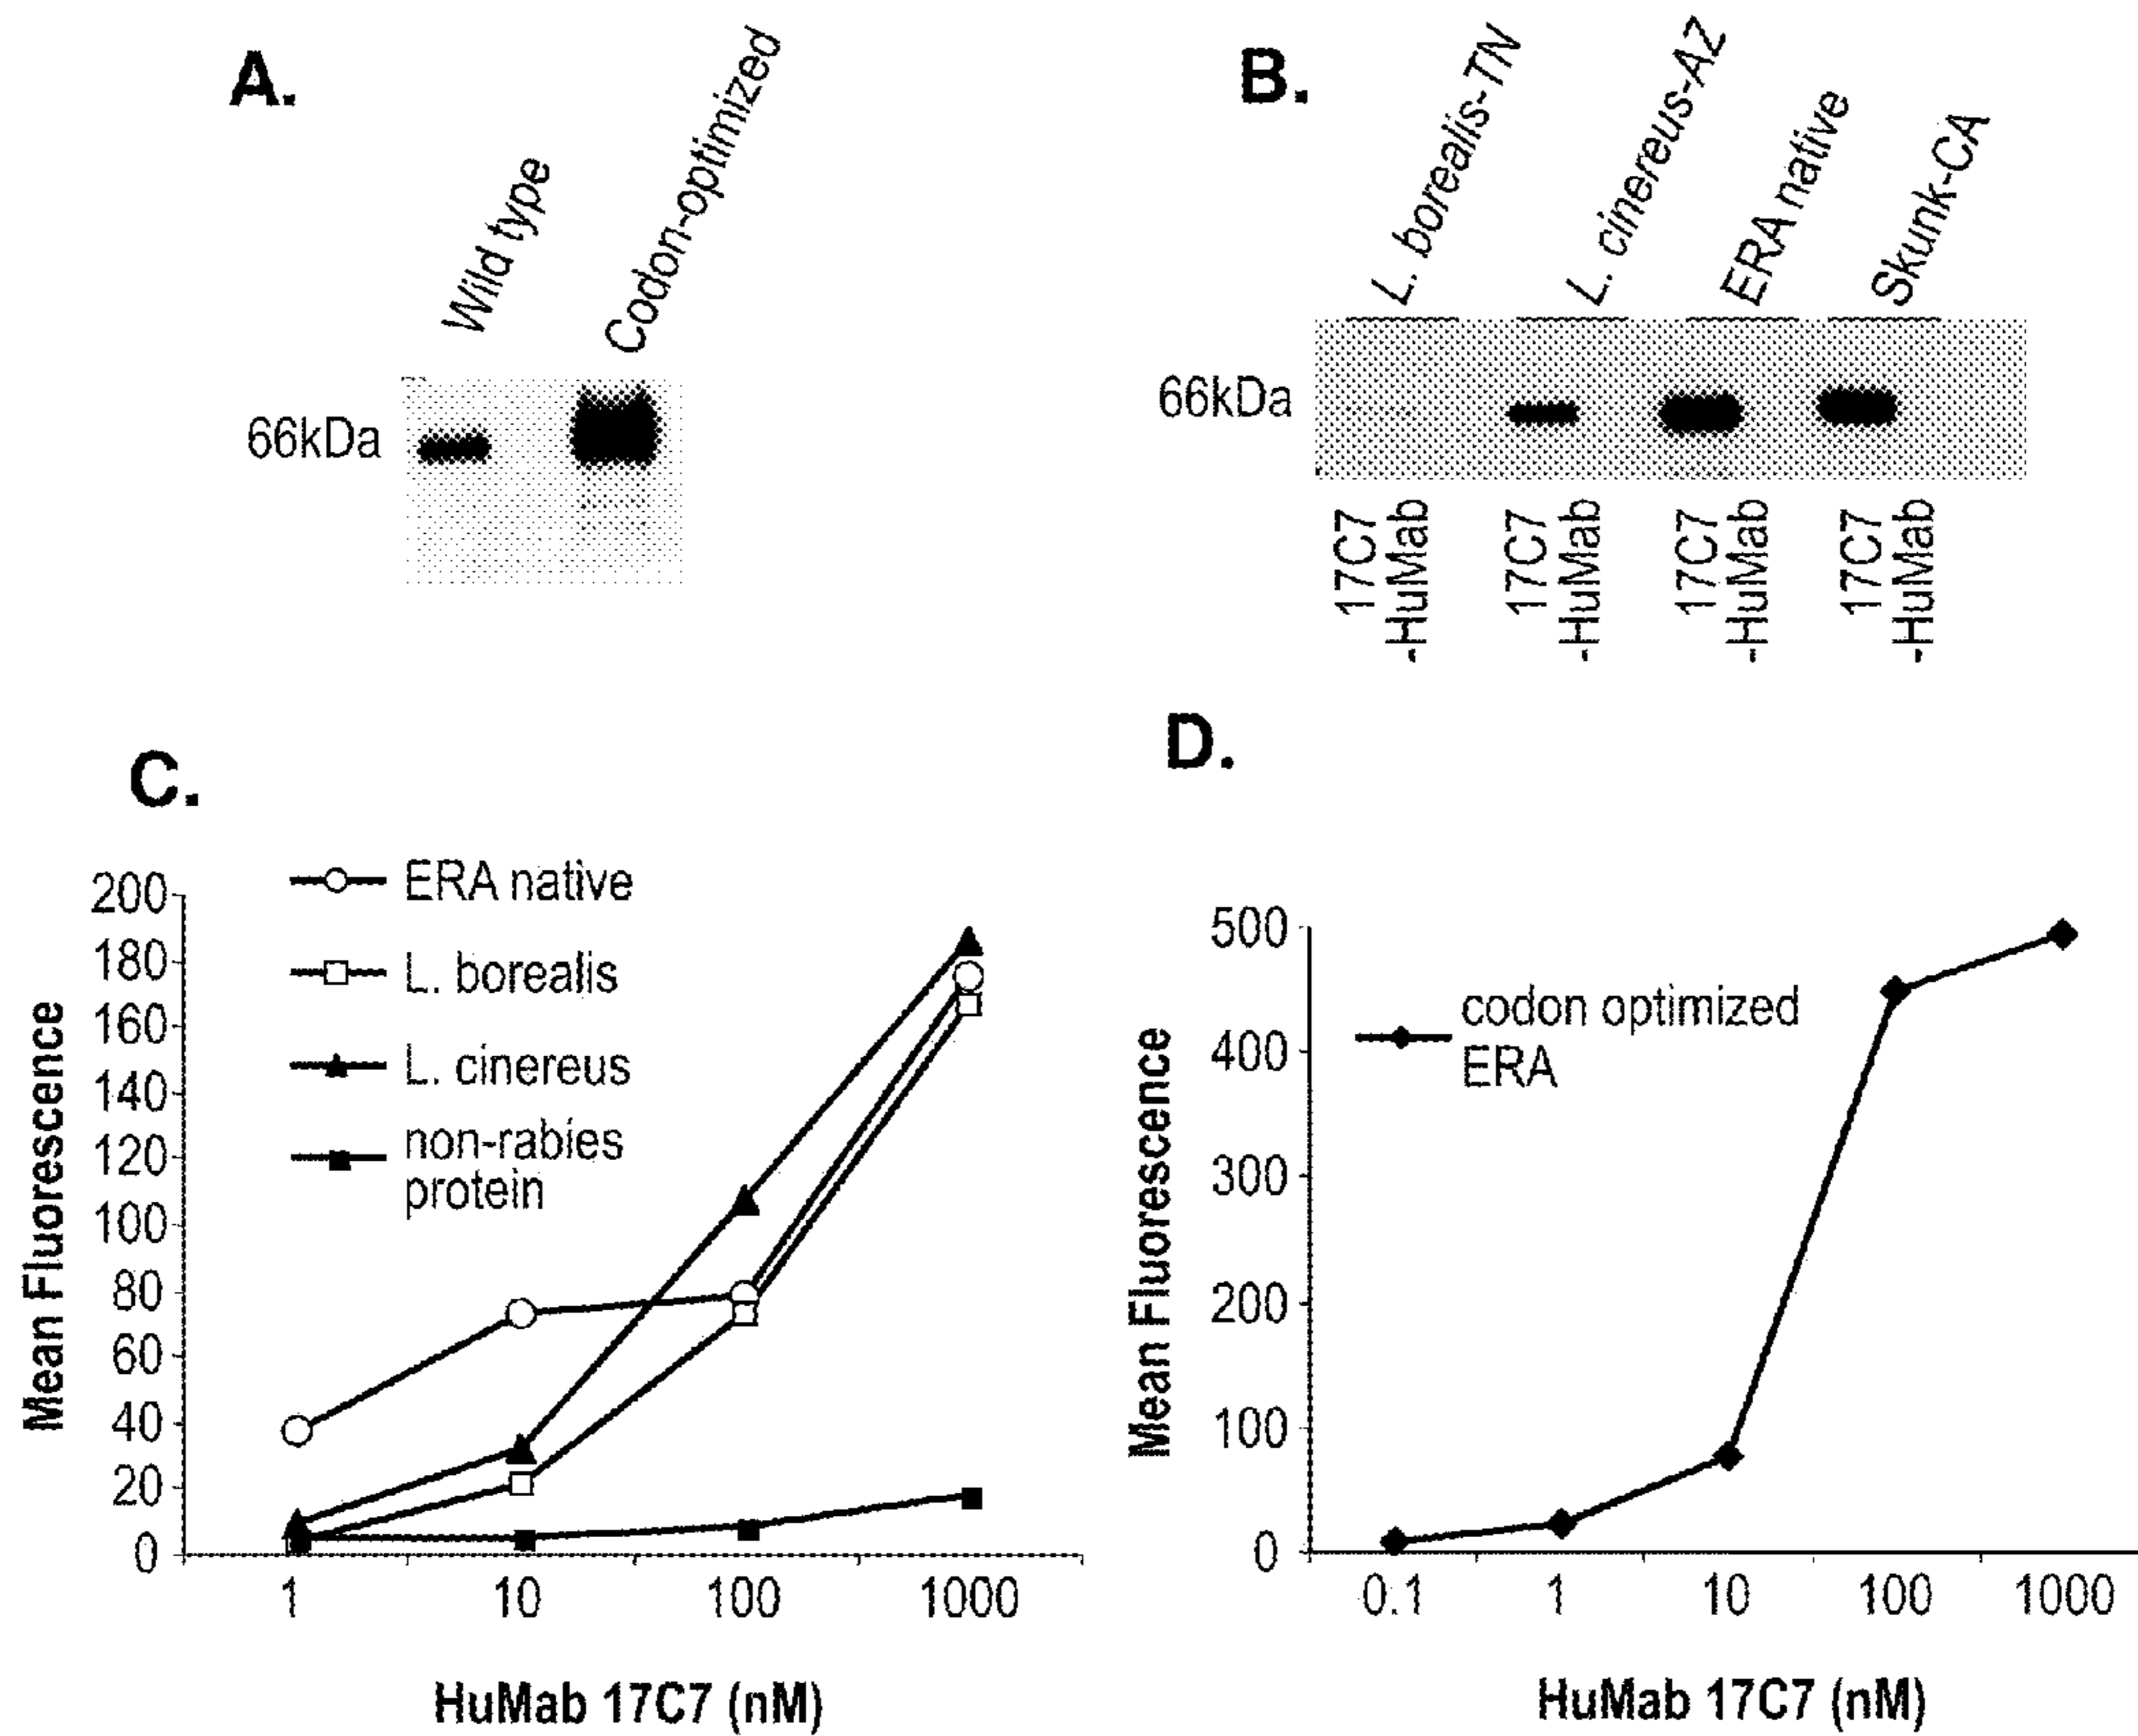 A.
Wild type
Codon-optimized
66kDa
B.
L. borealis-TN
L. cinereus-AZ
ERA native
Skunk-CA
66kDa
17C7
-HuMab
17C7
-HuMab
17C7
-HuMab
17C7
-HuMab
C.
Mean Fluorescence
200
180
160
140
120
100
80
60
40
20
0
ERA native
L. borealis
L. cinereus
non-rabies
protein
1
10
100
1000
HuMab 17C7 (nM)
D.
Mean Fluorescence
500
400
300
200
100
0
codon optimized
ERA
0.1
1
10
100
1000
HuMab 17C7 (nM)